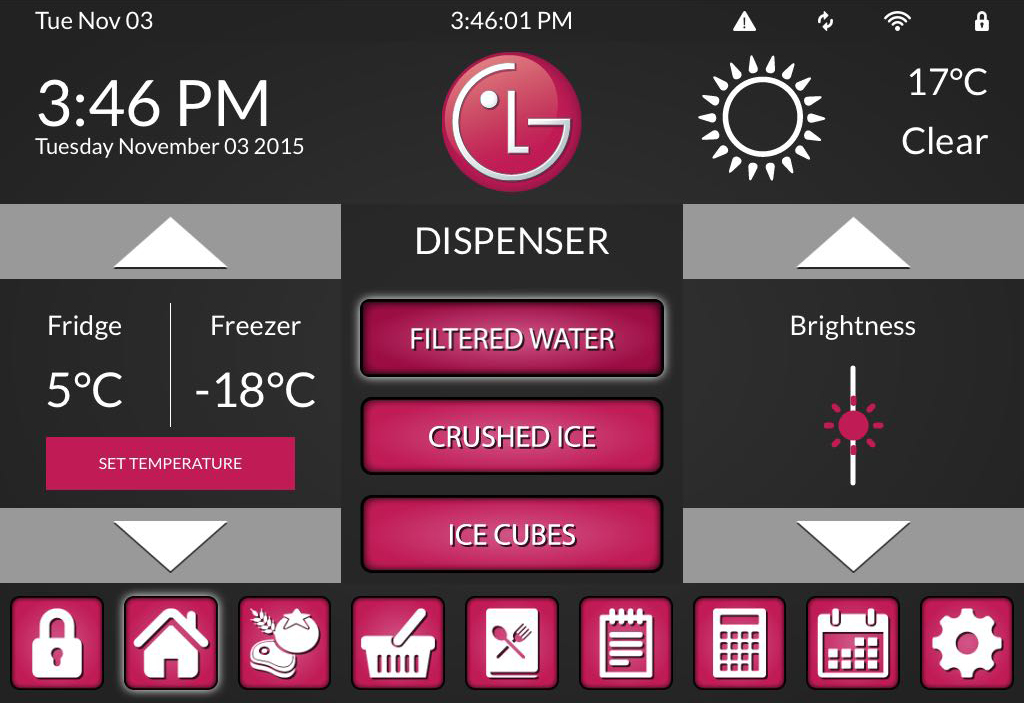 Tue Nov 03
3:46:01 PM
3:46 PM
Tuesday November 03 2015
LG
17°C
Clear
DISPENSER
Fridge
Freezer
5°C
-18°C
SET TEMPERATURE
FILTERED WATER
CRUSHED ICE
ICE CUBES
Brightness